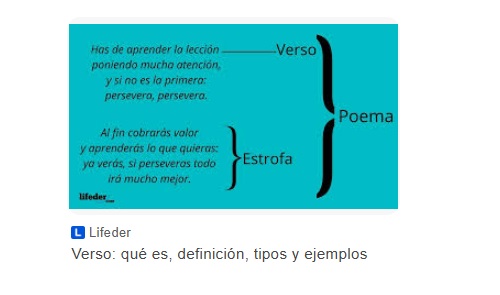 Has de aprender la lección
Verso
poniendo mucha atención,
y si no es la primera:
persevera, persevera.
Poema
Al fin cobrarás valor
y aprenderás lo que quieras:
ya verás, si perseveras todo
irá mucho mejor.
Estrofa
lifeder.com
L Lifeder
Verso: qué es, definición, tipos y ejemplos